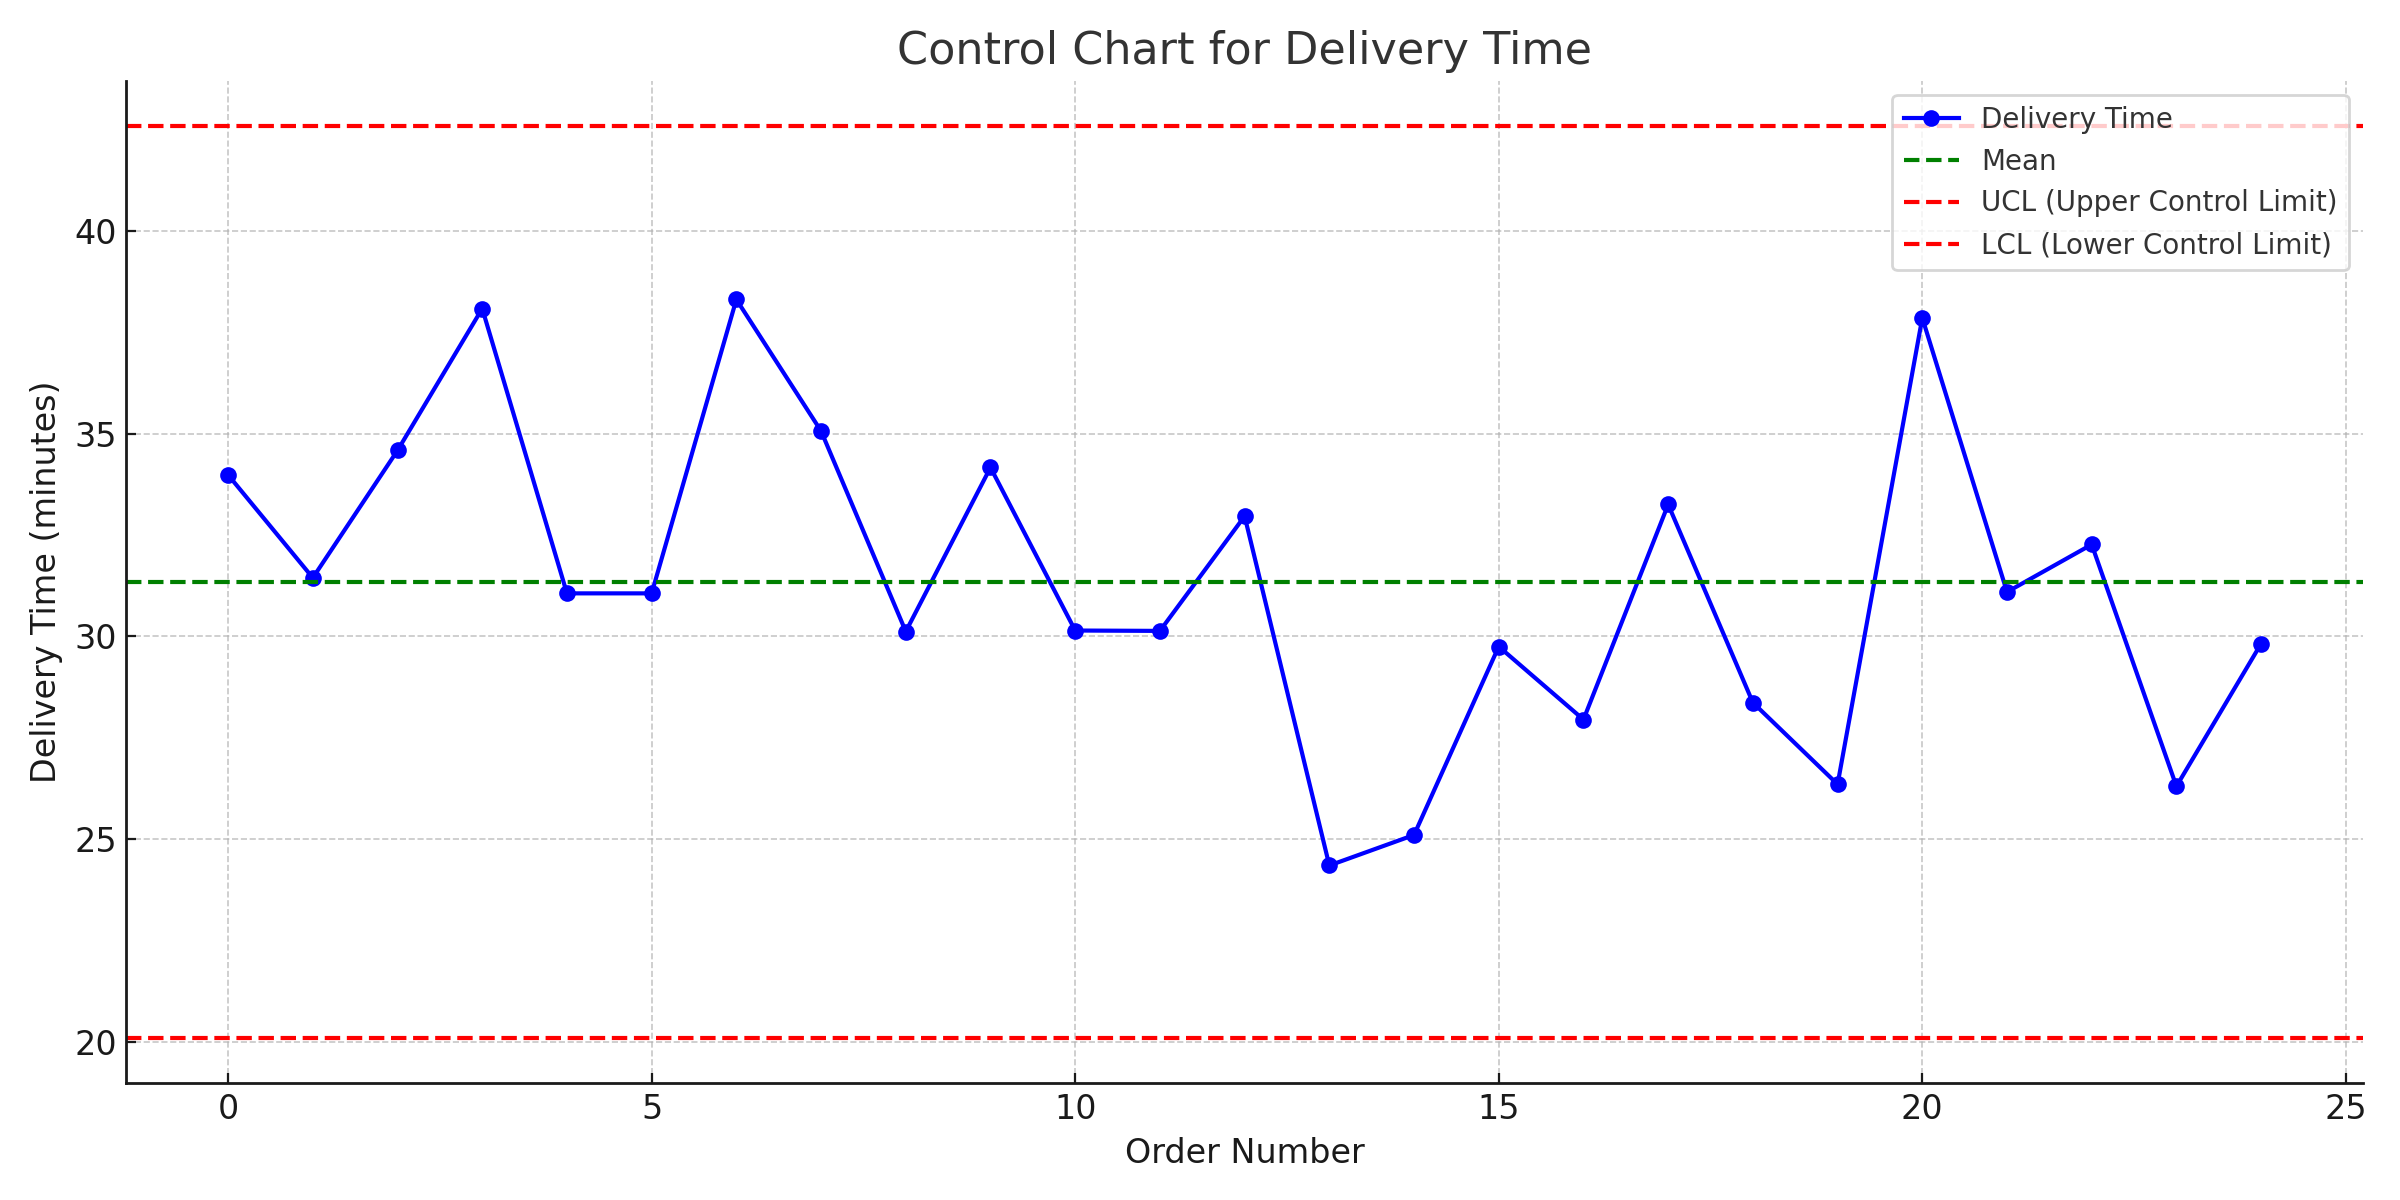 Control Chart for Delivery Time
Delivery Time
Mean
UCL (Upper Control Limit)
LCL (Lower Control Limit)
Delivery Time (minutes)
40
35
30
25
20
0 5 10 15 20 25
Order Number